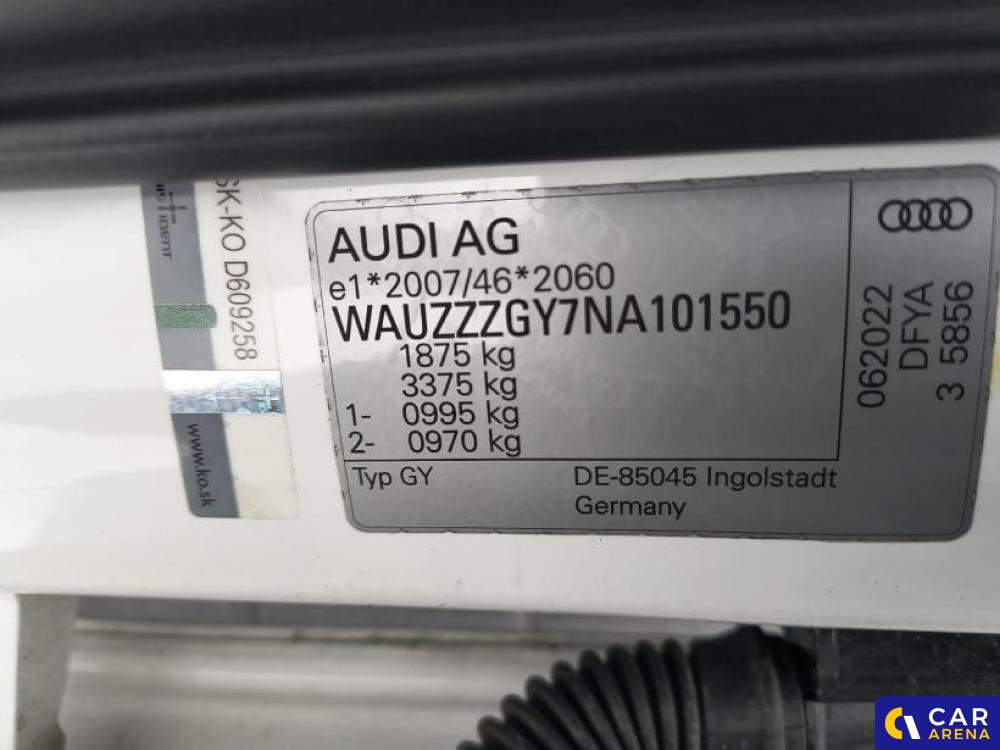 SK-KO D609258
www.ko.sk
AUDI AG
e1*2007/46*2060
WAUZZZGY7NA101550
1875 kg
3375 kg
1- 0995 kg
2- 0970 kg
Typ GY
DE-85045 Ingolstadt
Germany
062022
DFYA
3 5856
CAR
ARENA